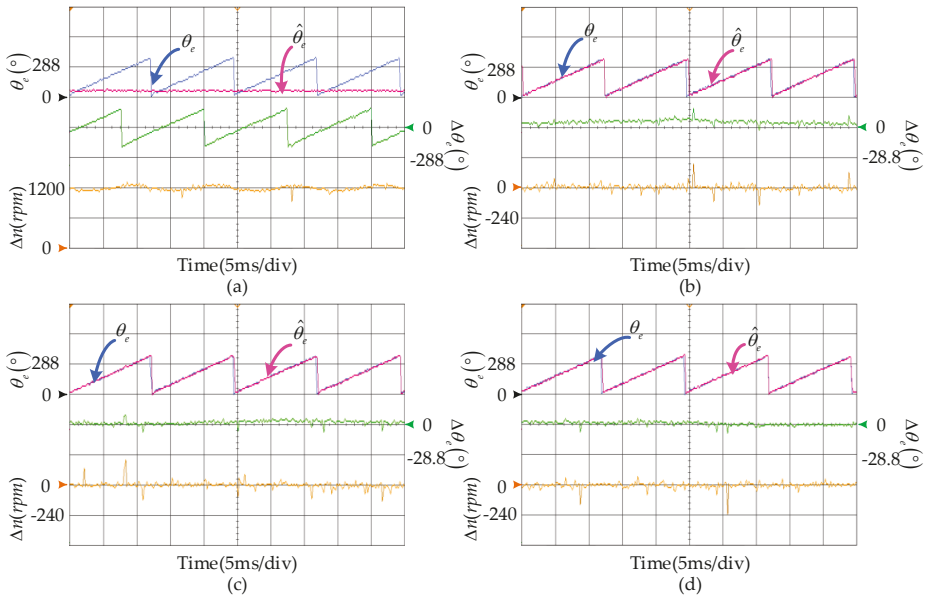 θₑ(°)
288
0
θₑ
θ̂ₑ
0
-288
Δθₑ(°)
Δn(rpm)
1200
0
Time(5ms/div)
(a)
θₑ(°)
288
0
θₑ
θ̂ₑ
0
-28.8
Δθₑ(°)
Δn(rpm)
0
-240
Time(5ms/div)
(b)
θₑ(°)
288
0
θₑ
θ̂ₑ
0
-28.8
Δθₑ(°)
Δn(rpm)
0
-240
Time(5ms/div)
(c)
θₑ(°)
288
0
θₑ
θ̂ₑ
0
-28.8
Δθₑ(°)
Δn(rpm)
0
-240
Time(5ms/div)
(d)